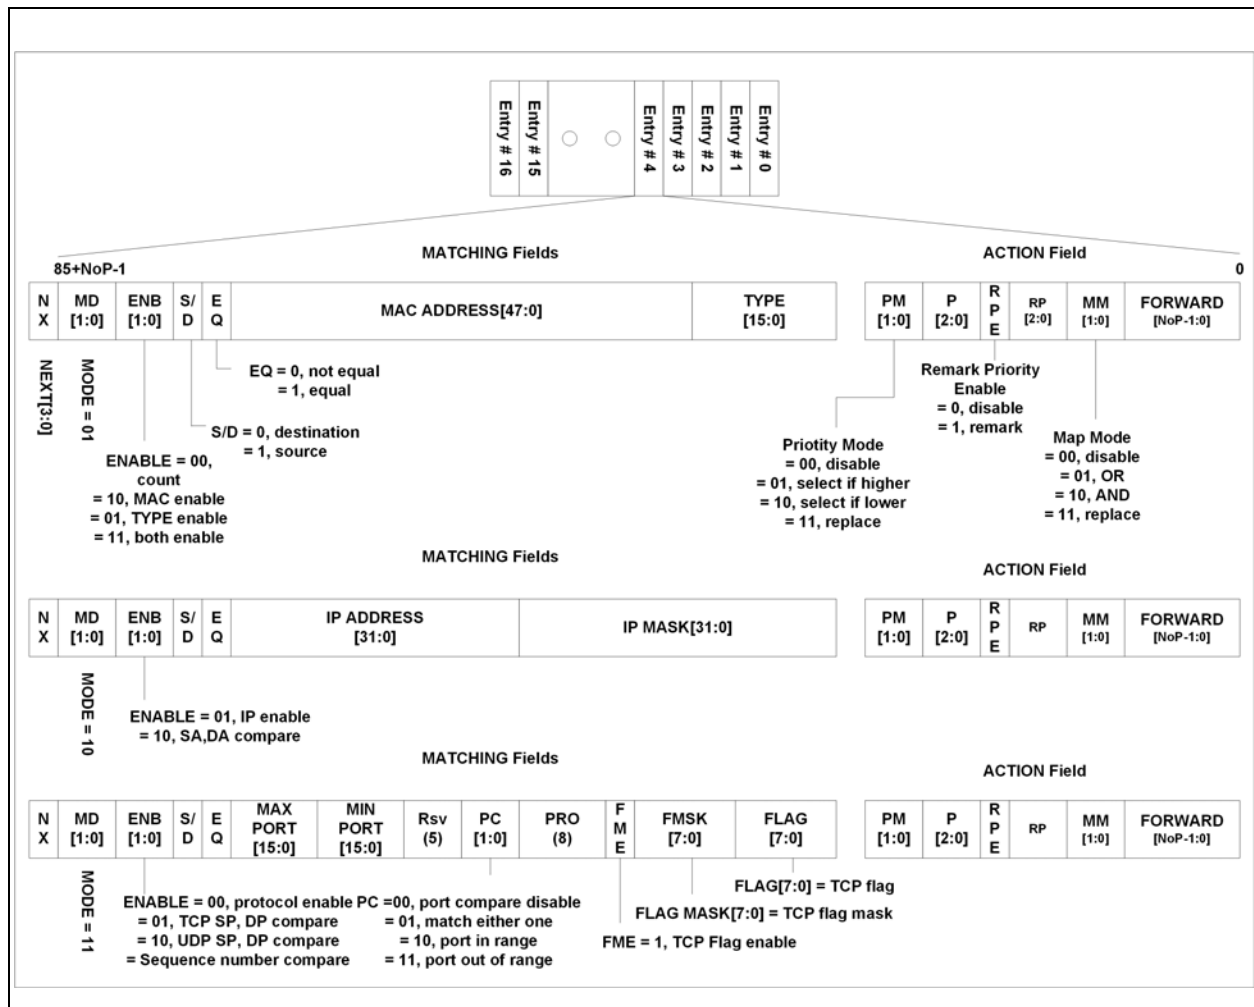 Entry # 16
Entry # 15
Entry # 4
Entry # 3
Entry # 2
Entry # 1
Entry # 0
MATCHING Fields
ACTION Field
85+NoP-1
0
N X
MD [1:0]
ENB [1:0]
S/ D
E Q
MAC ADDRESS[47:0]
TYPE [15:0]
PM [1:0]
P [2:0]
R P E
RP [2:0]
MM [1:0]
FORWARD [NoP-1:0]
NEXT[3:0]
MODE = 01
EQ = 0, not equal
= 1, equal
S/D = 0, destination
= 1, source
ENABLE = 00,
count
= 10, MAC enable
= 01, TYPE enable
= 11, both enable
Remark Priority
Enable
= 0, disable
= 1, remark
Priotity Mode
= 00, disable
= 01, select if higher
= 10, select if lower
= 11, replace
Map Mode
= 00, disable
= 01, OR
= 10, AND
= 11, replace
MATCHING Fields
ACTION Field
N X
MD [1:0]
ENB [1:0]
S/ D
E Q
IP ADDRESS [31:0]
IP MASK[31:0]
PM [1:0]
P [2:0]
R P E
RP
MM [1:0]
FORWARD [NoP-1:0]
MODE = 10
ENABLE = 01, IP enable
= 10, SA,DA compare
MATCHING Fields
ACTION Field
N X
MD [1:0]
ENB [1:0]
S/ D
E Q
MAX PORT [15:0]
MIN PORT [15:0]
Rsv (5)
PC [1:0]
PRO (8)
F M E
FMSK [7:0]
FLAG [7:0]
PM [1:0]
P [2:0]
R P E
RP
MM [1:0]
FORWARD [NoP-1:0]
MODE = 11
ENABLE = 00, protocol enable
= 01, TCP SP, DP compare
= 10, UDP SP, DP compare
= Sequence number compare
PC =00, port compare disable
= 01, match either one
= 10, port in range
= 11, port out of range
FLAG[7:0] = TCP flag
FLAG MASK[7:0] = TCP flag mask
FME = 1, TCP Flag enable